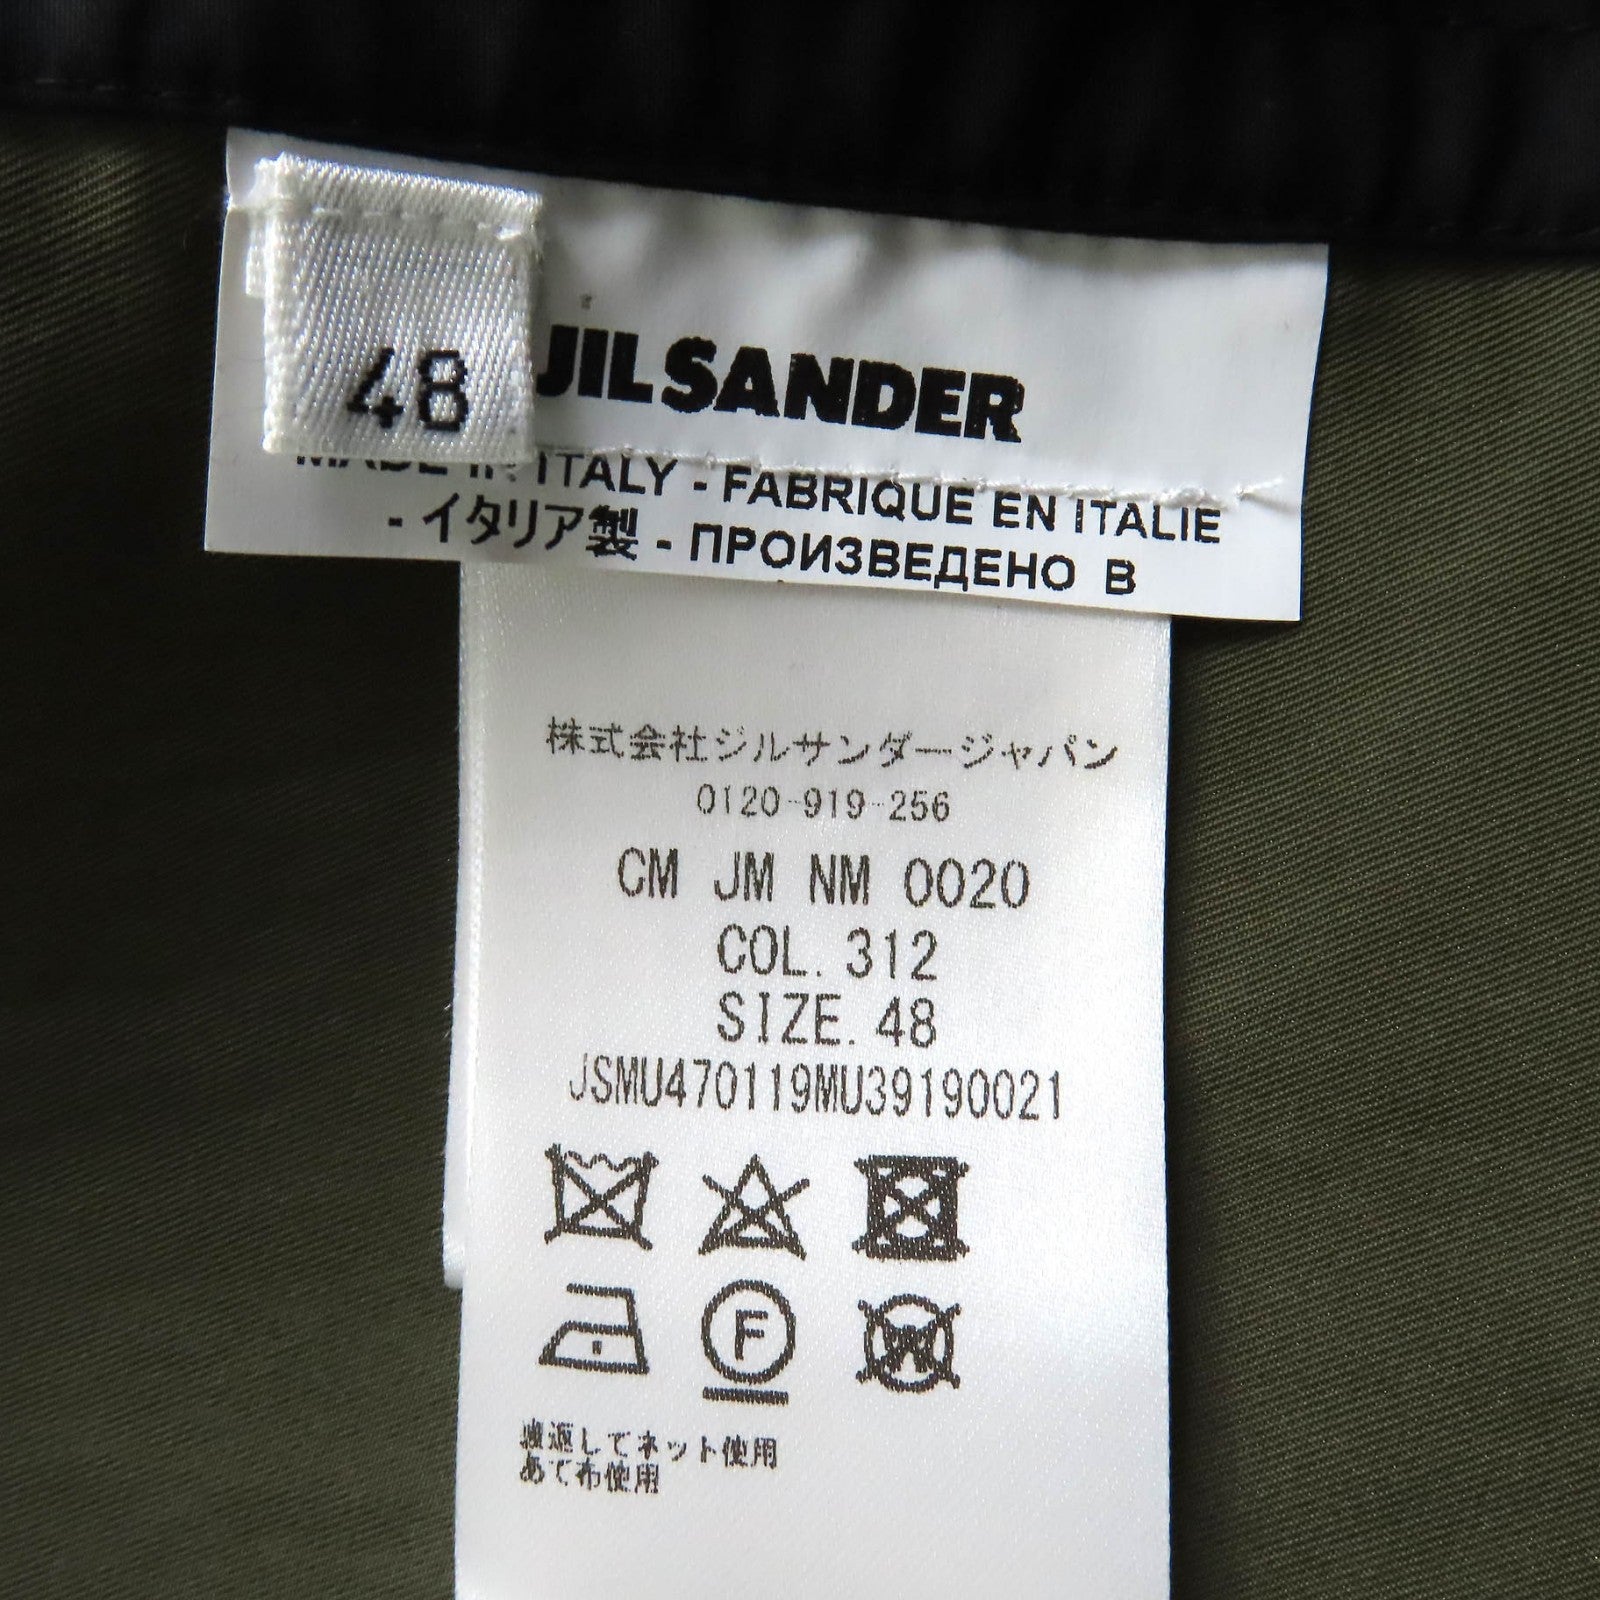 48
JIL SANDER
MADE IN ITALY - FABRIQUE EN ITALIE
- イタリア製 - ПРОИЗВЕДЕНО В
株式会社ジルサンダージャパン
0120-919-256
CM JM NM 0020
COL. 312
SIZE. 48
JSMU470119MU39190021
F
W
裏返してネット使用
あて布使用